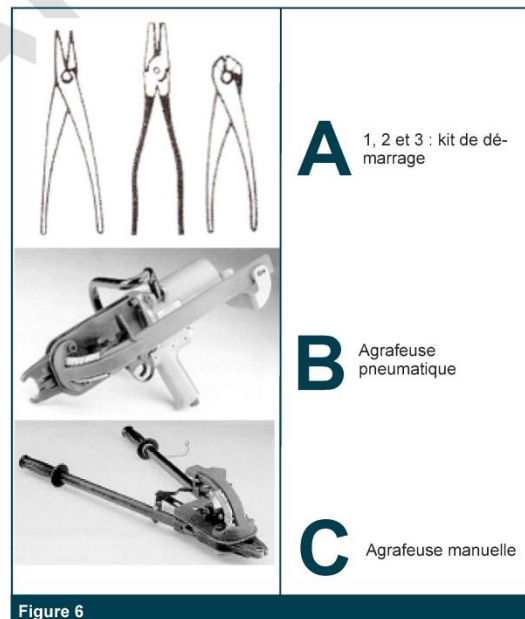 A
1, 2 et 3 : kit de dé-
marrage
B
Agrafeuse
pneumatique
C
Agrafeuse manuelle
Figure 6